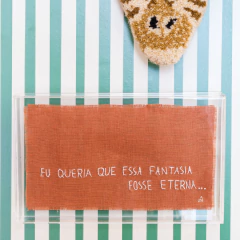 EU QUERIA QUE ESSA FANTASIA
FOSSE ETERNA...